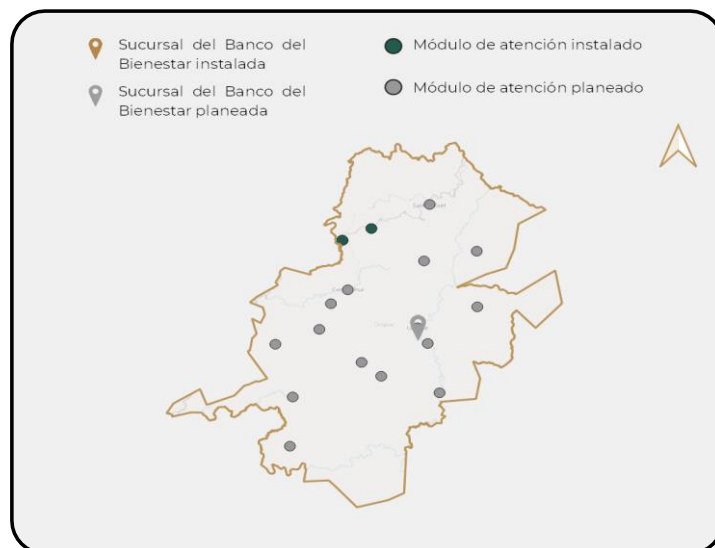 Sucursal del Banco del
Bienestar instalada
Sucursal del Banco del
Bienestar planeada
Módulo de atención instalado
Módulo de atención planeado